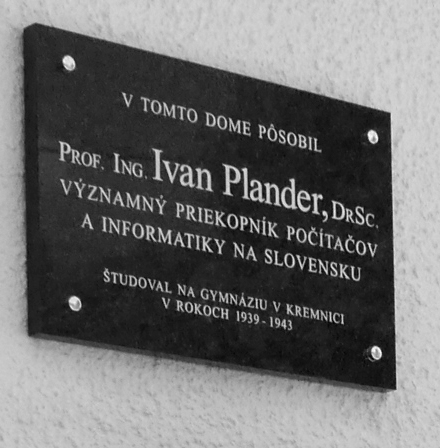 V TOMTO DOME PÔSOBIL
PROF. ING. Ivan Plander, DRSC.
VÝZNAMNÝ PRIEKOPNÍK POČÍTAČOV
A INFORMATIKY NA SLOVENSKU
ŠTUDOVAL NA GYMNÁZIU V KREMNICI
V ROKOCH 1939 - 1943